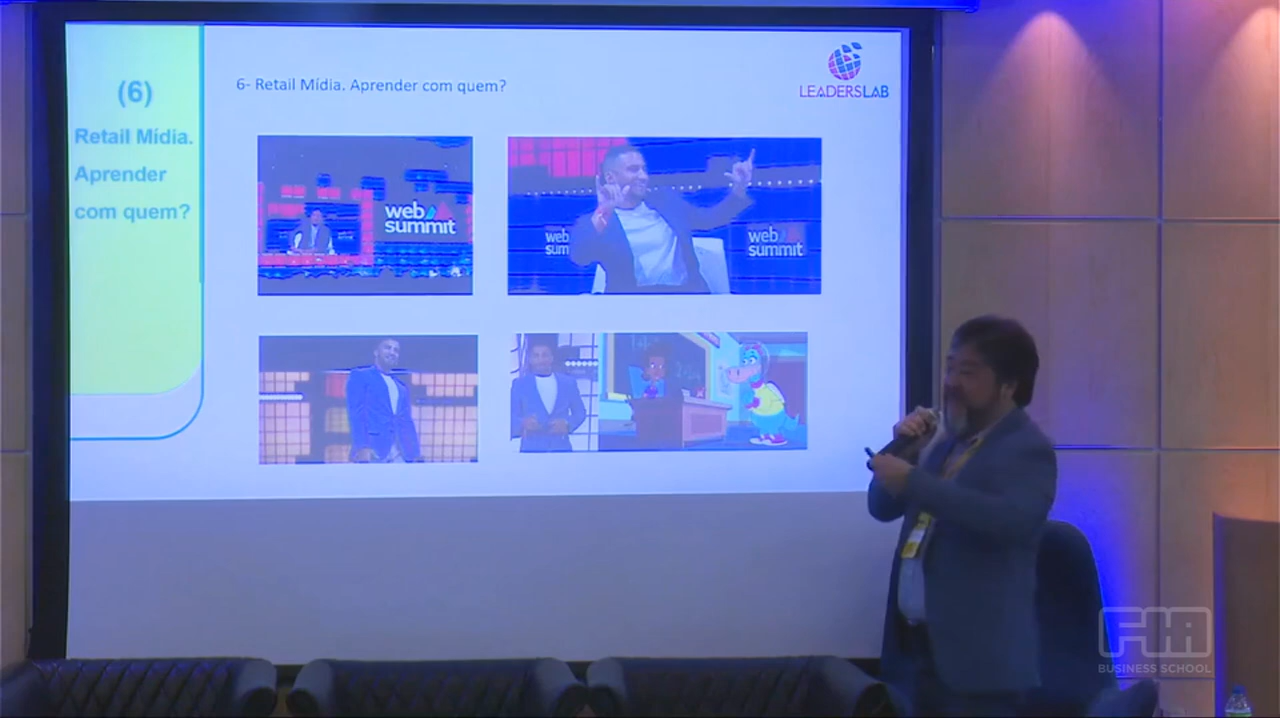 (6)
Retail Mídia.
Aprender
com quem?
6- Retail Mídia. Aprender com quem?
LEADERSLAB
web
summit
web
sum
web
summit
FIA
BUSINESS SCHOOL